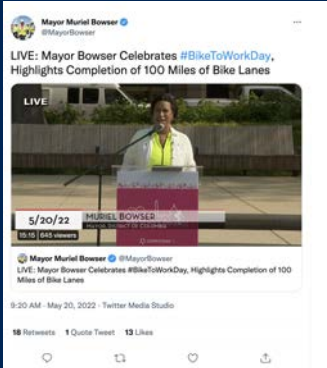 Mayor Muriel Bowser
@MayorBowser
LIVE: Mayor Bowser Celebrates #BikeToWorkDay,
Highlights Completion of 100 Miles of Bike Lanes
LIVE
5/20/22
MURIEL BOWSER
MAYOR, DISTRICT OF COLUMBIA
15:15 645 viewers
Mayor Muriel Bowser @MayorBowser
LIVE: Mayor Bowser Celebrates #BikeToWorkDay, Highlights Completion of 100
Miles of Bike Lanes
9:20 AM · May 20, 2022 · Twitter Media Studio
18 Retweets 1 Quote Tweet 13 Likes